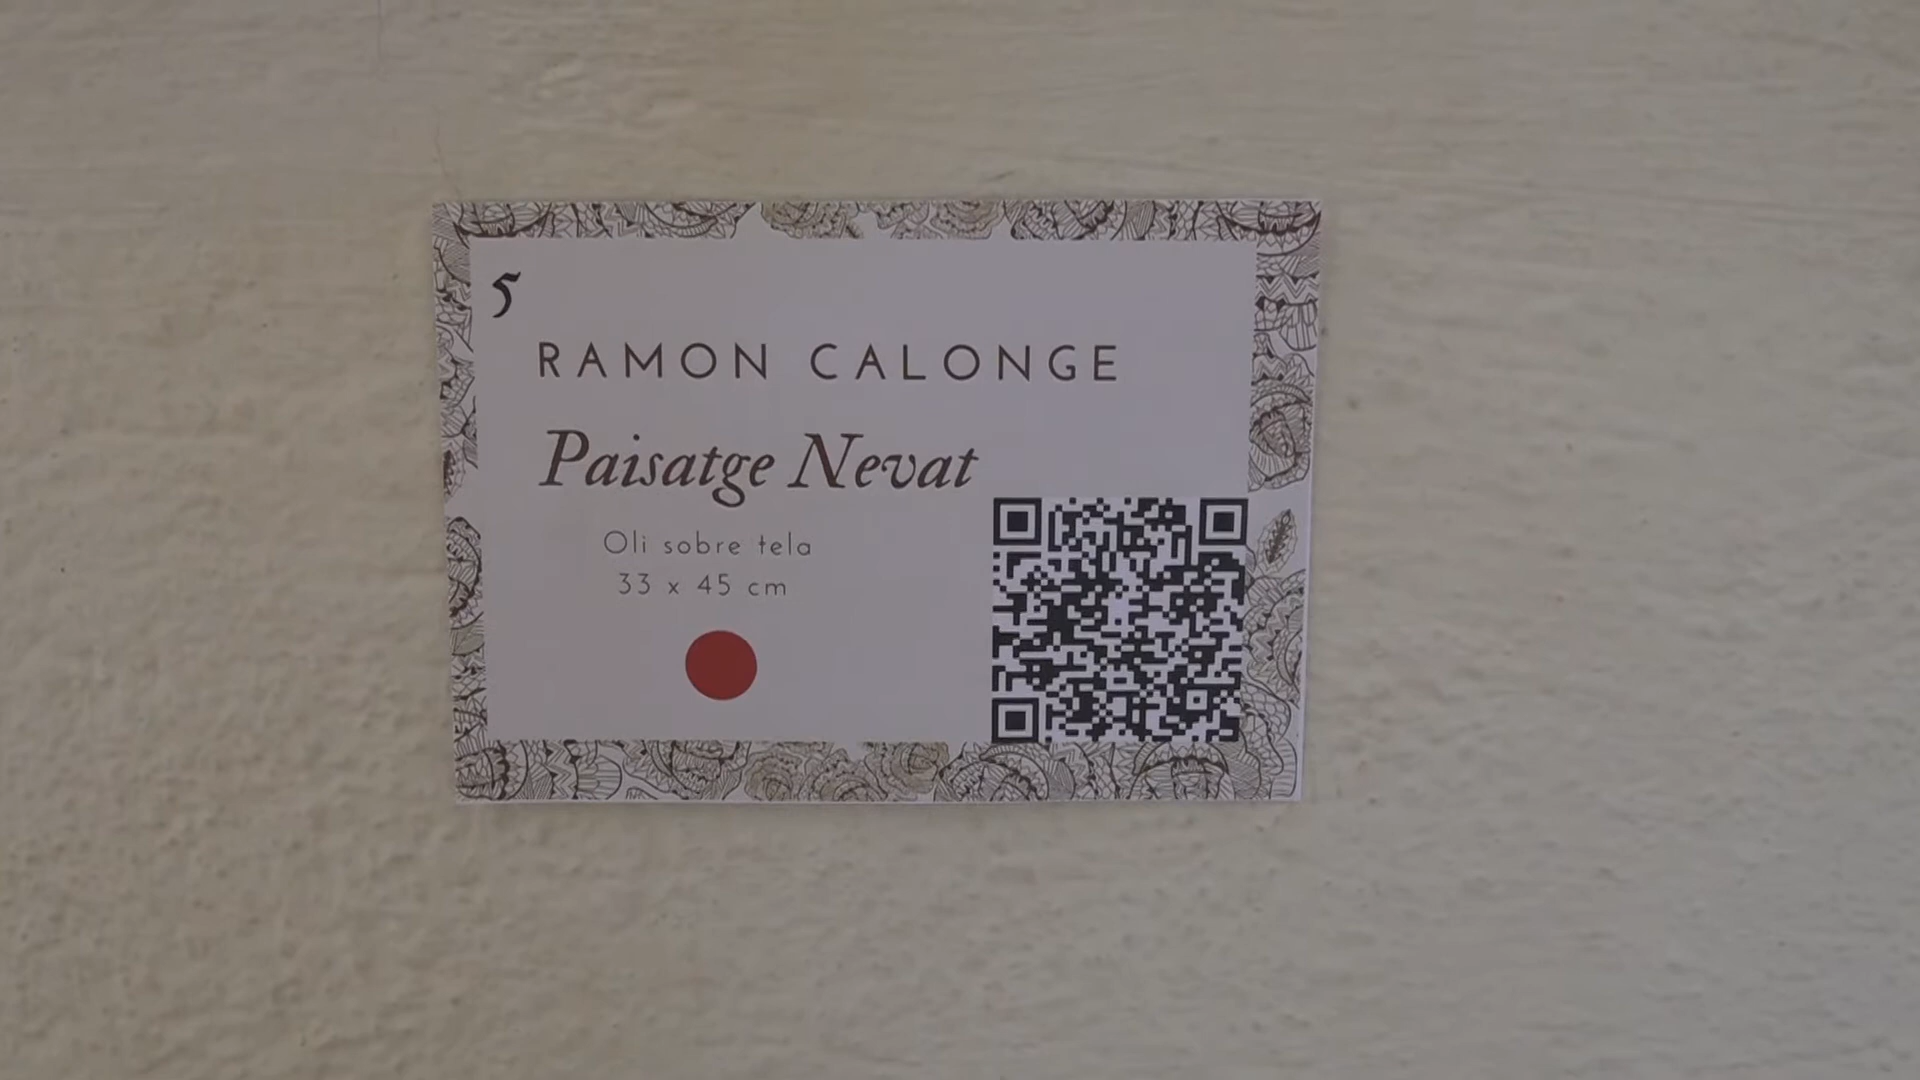 5
RAMON CALONGE
Paisatge Nevat
Oli sobre tela
33 x 45 cm